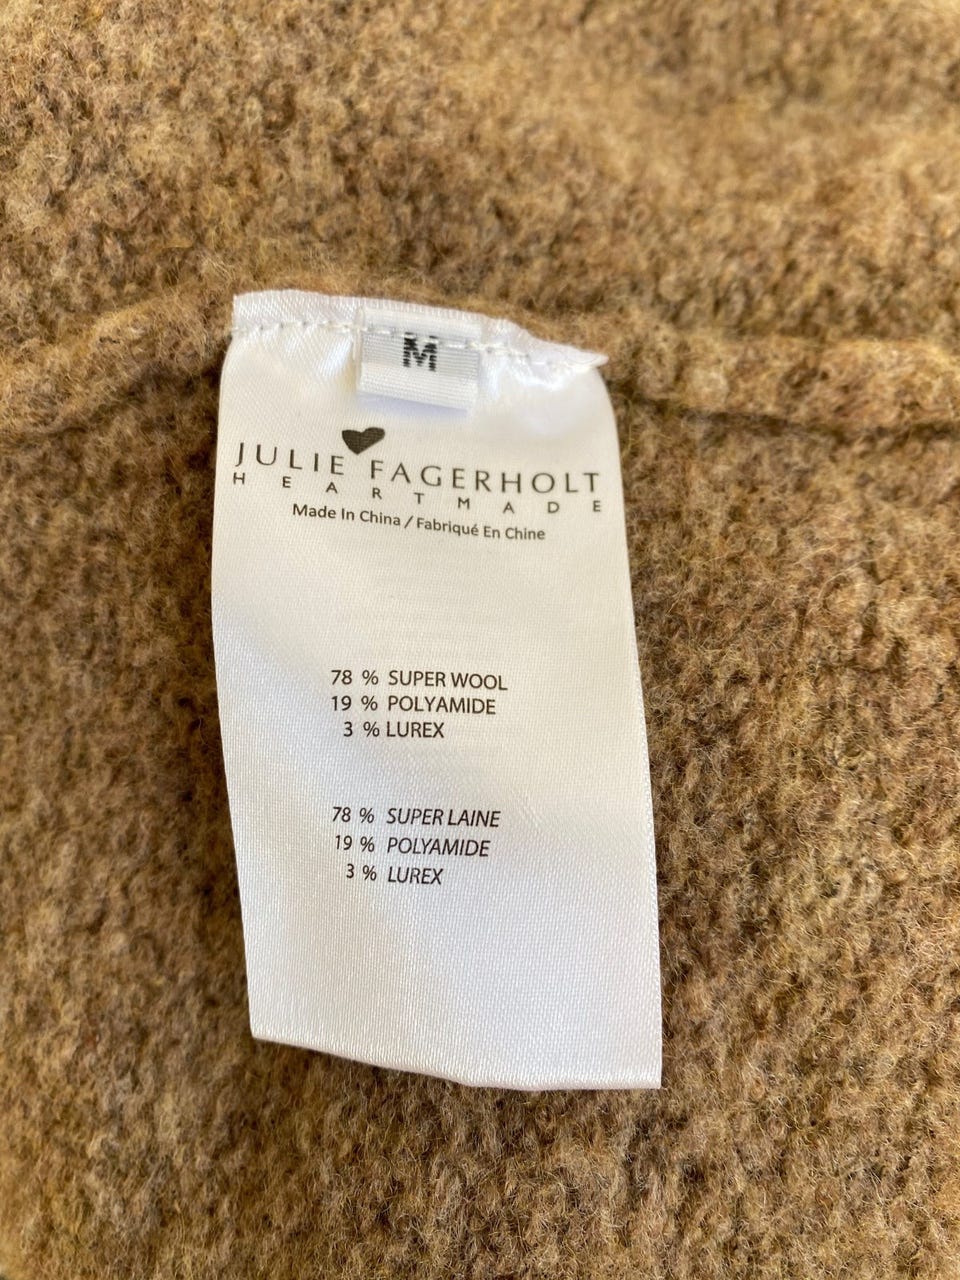 M
JULIE FAGERHOLT
HEARTMADE
Made In China / Fabriqué En Chine
78 % SUPER WOOL
19 % POLYAMIDE
3 % LUREX
78 % SUPER LAINE
19 % POLYAMIDE
3 % LUREX